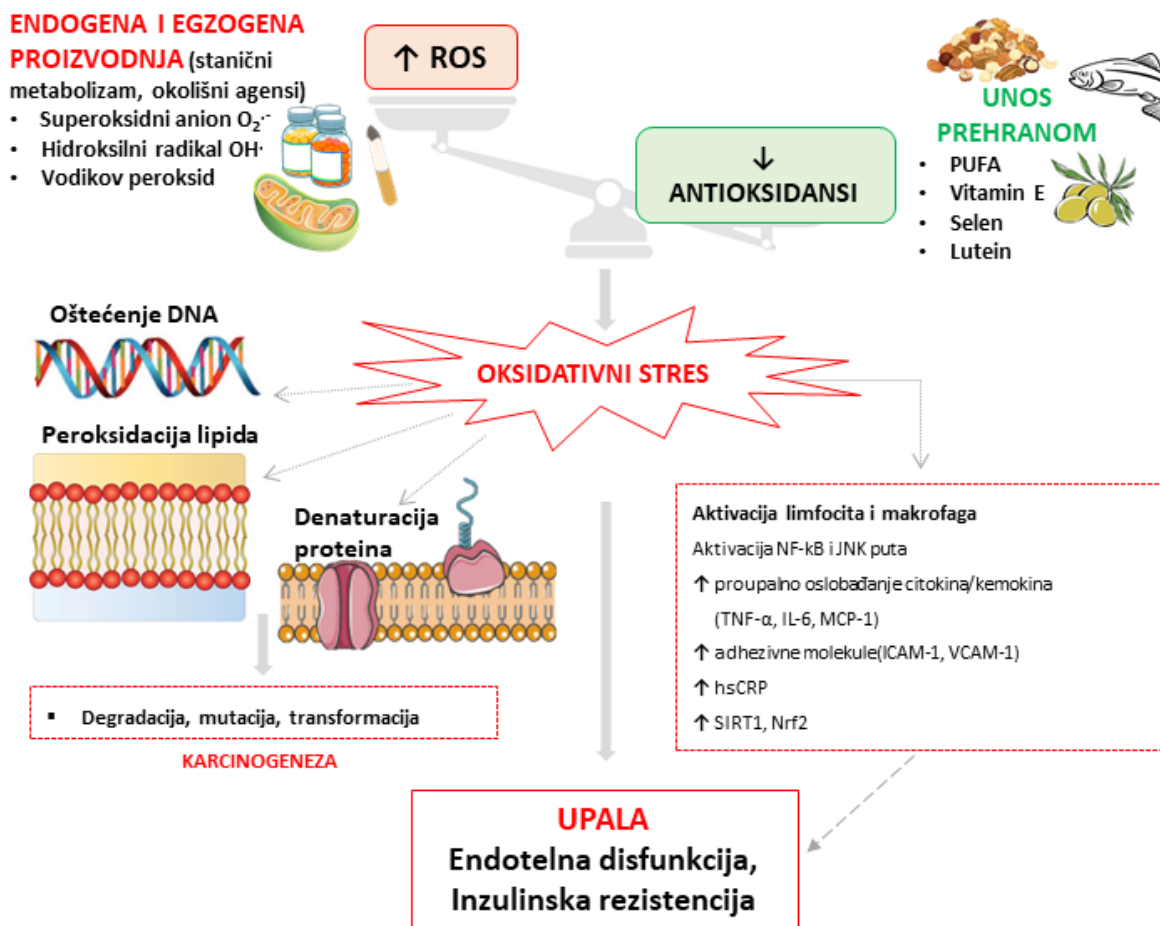 ENDOGENA I EGZOGENA
PROIZVODNJA (stanični
metabolizam, okolišni agensi)
• Superoksidni anion O₂·⁻
• Hidroksilni radikal OH·
• Vodikov peroksid
↑ ROS
↓
ANTIOKSIDANSI
UNOS
PREHRANOM
• PUFA
• Vitamin E
• Selen
• Lutein
OKSIDATIVNI STRES
Oštećenje DNA
Peroksidacija lipida
Denaturacija
proteina
▪ Degradacija, mutacija, transformacija
KARCINOGENEZA
Aktivacija limfocita i makrofaga
Aktivacija NF-kB i JNK puta
↑ proupalno oslobađanje citokina/kemokina
(TNF-α, IL-6, MCP-1)
↑ adhezivne molekule(ICAM-1, VCAM-1)
↑ hsCRP
↑ SIRT1, Nrf2
UPALA
Endotelna disfunkcija,
Inzulinska rezistencija